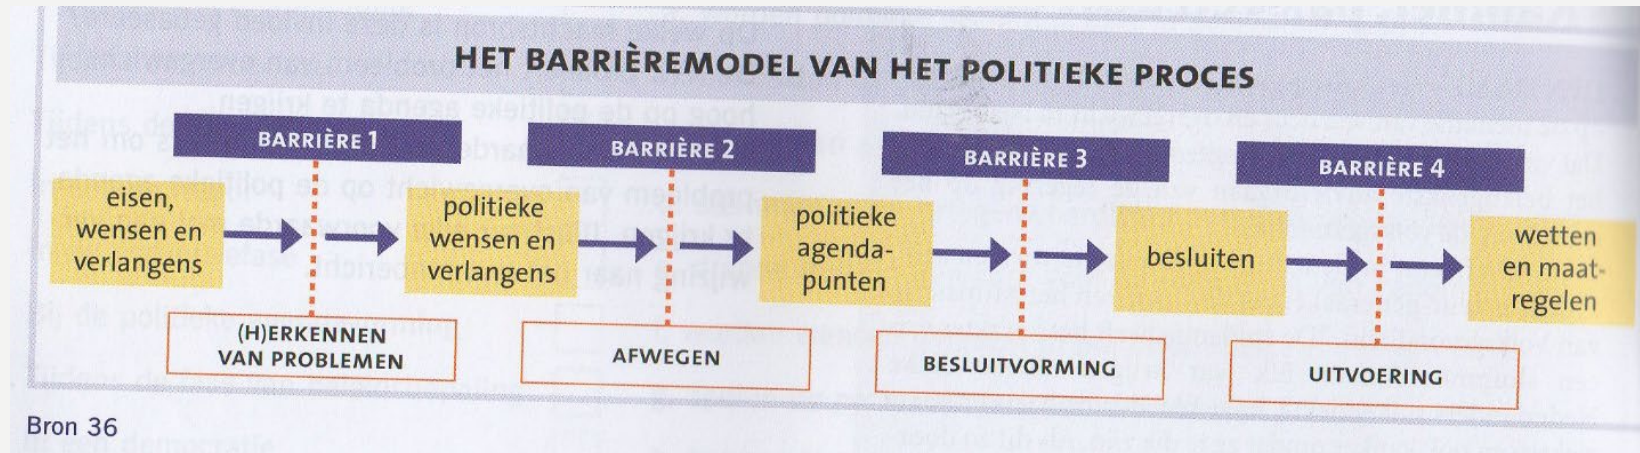 HET BARRIÈREMODEL VAN HET POLITIEKE PROCES
BARRIÈRE 1
BARRIÈRE 2
BARRIÈRE 3
BARRIÈRE 4
eisen,
wensen en
verlangens
politieke
wensen en
verlangens
politieke
agenda-
punten
besluiten
wetten
en maat-
regelen
(H)ERKENNEN
VAN PROBLEMEN
AFWEGEN
BESLUITVORMING
UITVOERING
Bron 36